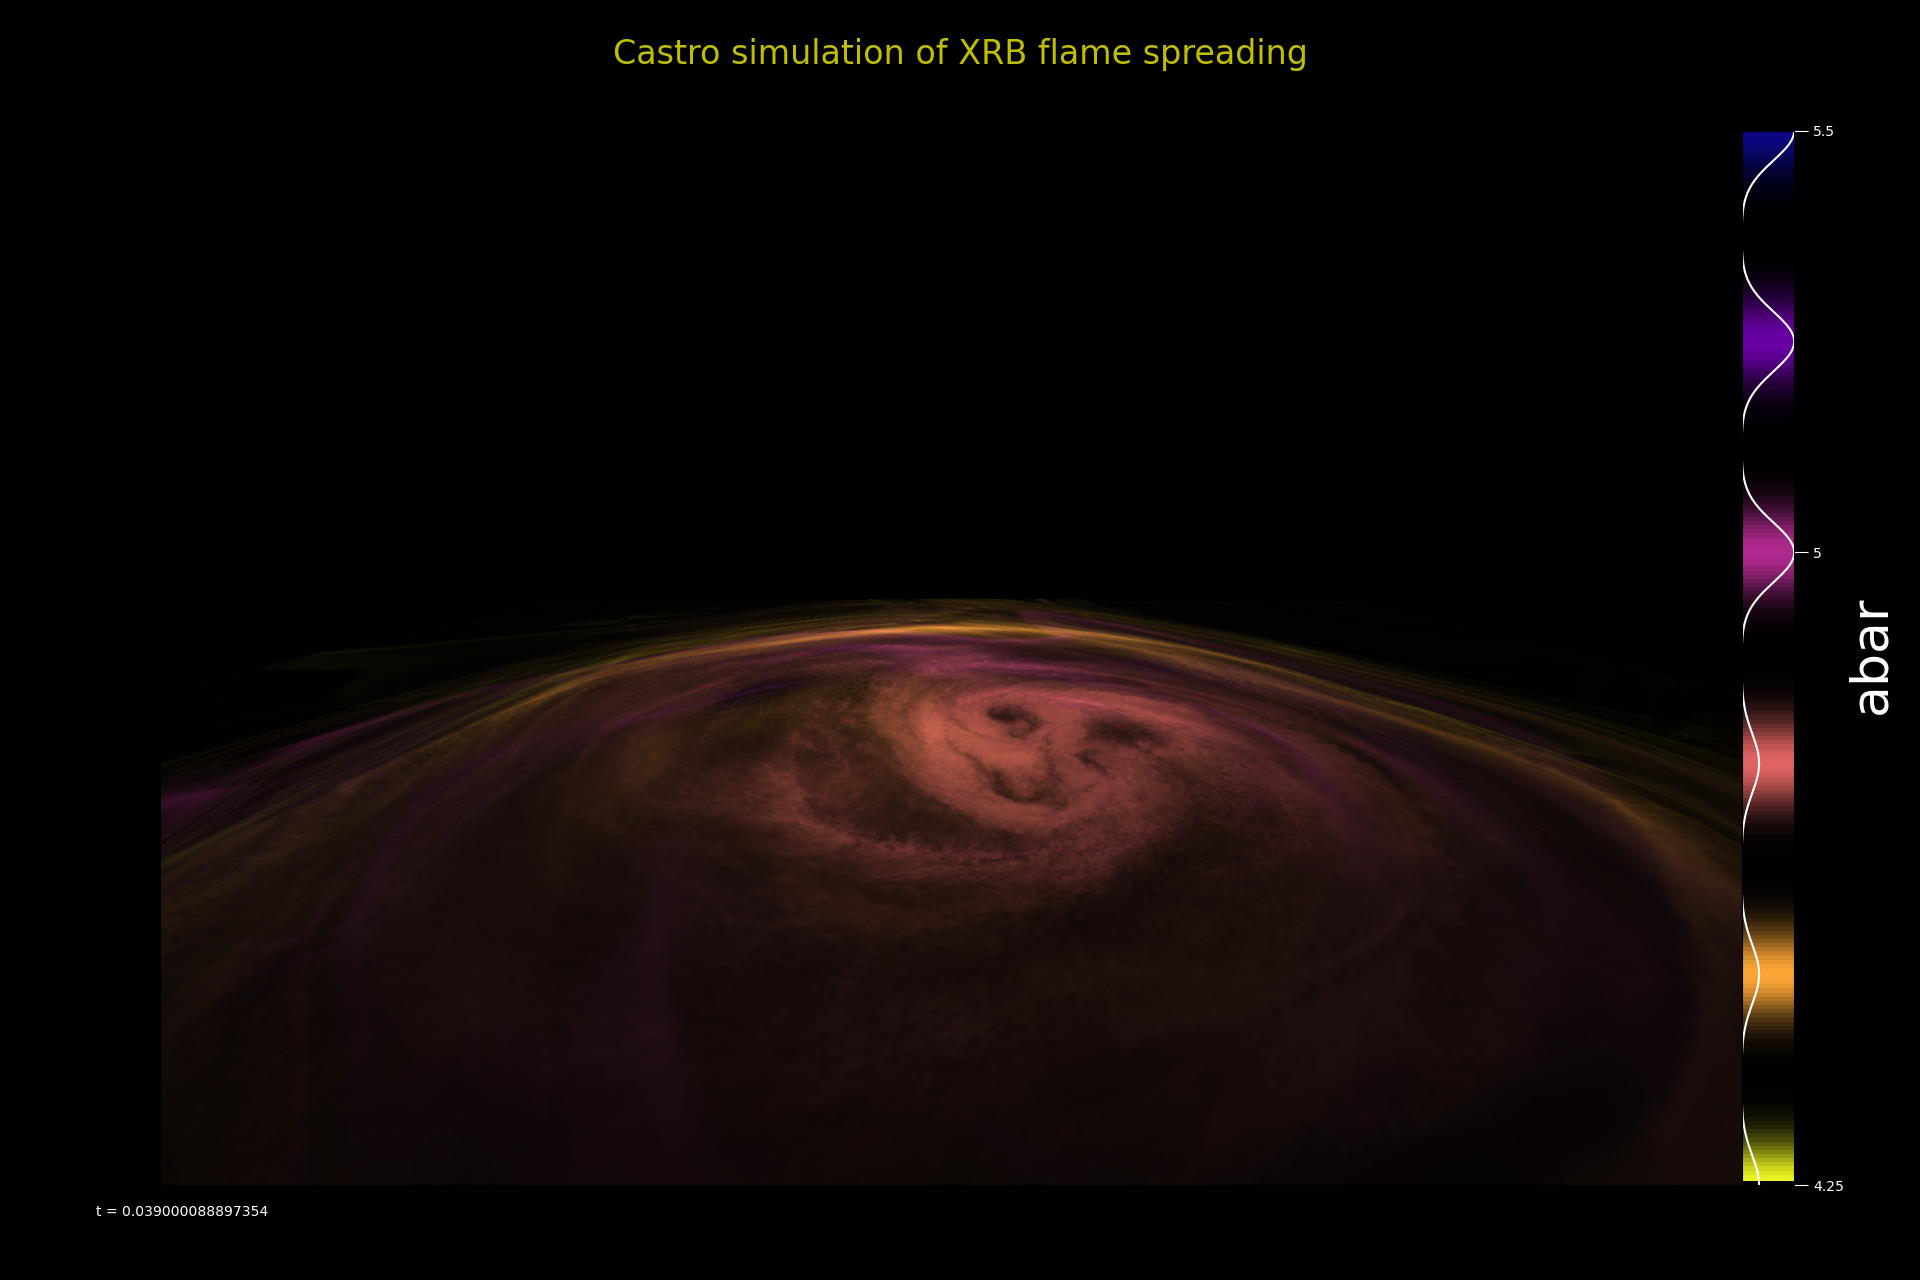 Castro simulation of XRB flame spreading
5.5
5
abar
4.25
t = 0.039000088897354